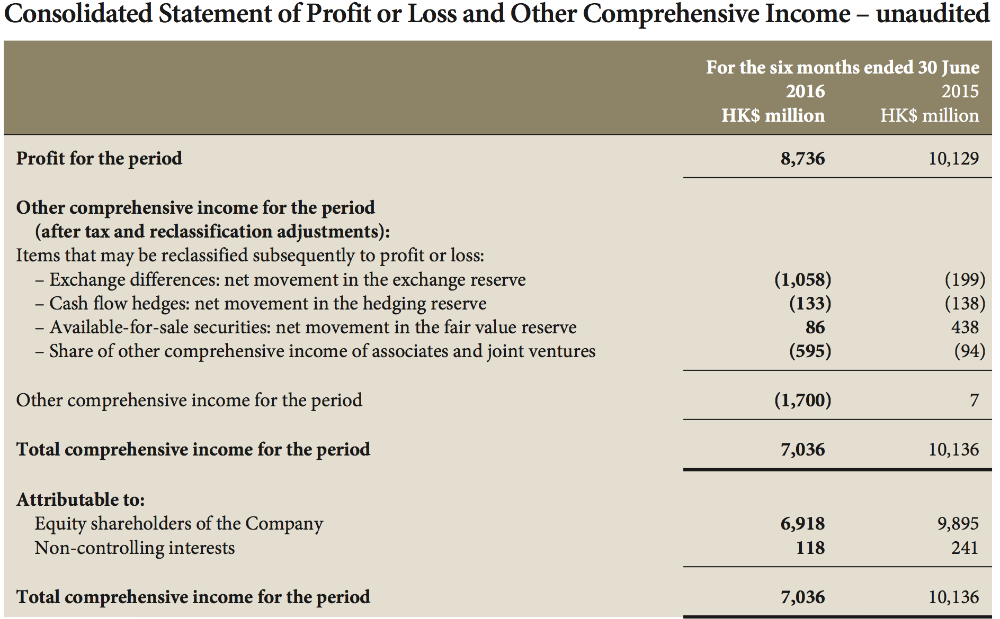 Consolidated Statement of Profit or Loss and Other Comprehensive Income – unaudited
For the six months ended 30 June
2016 2015
HK$ million HK$ million
Profit for the period 8,736 10,129
Other comprehensive income for the period
(after tax and reclassification adjustments):
Items that may be reclassified subsequently to profit or loss:
– Exchange differences: net movement in the exchange reserve (1,058) (199)
– Cash flow hedges: net movement in the hedging reserve (133) (138)
– Available-for-sale securities: net movement in the fair value reserve 86 438
– Share of other comprehensive income of associates and joint ventures (595) (94)
Other comprehensive income for the period (1,700) 7
Total comprehensive income for the period 7,036 10,136
Attributable to:
Equity shareholders of the Company 6,918 9,895
Non-controlling interests 118 241
Total comprehensive income for the period 7,036 10,136